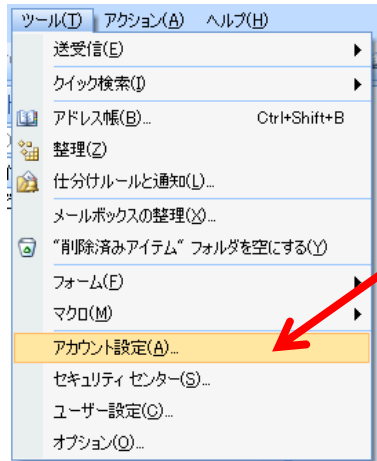 ツール(T) アクション(A) ヘルプ(H)
送受信(E)
クイック検索(I)
アドレス帳(B)... Ctrl+Shift+B
整理(Z)
仕分けルールと通知(L)...
メールボックスの整理(X)...
"削除済みアイテム" フォルダを空にする(Y)
フォーム(F)
マクロ(M)
アカウント設定(A)...
セキュリティ センター(S)...
ユーザー設定(C)...
オプション(O)...